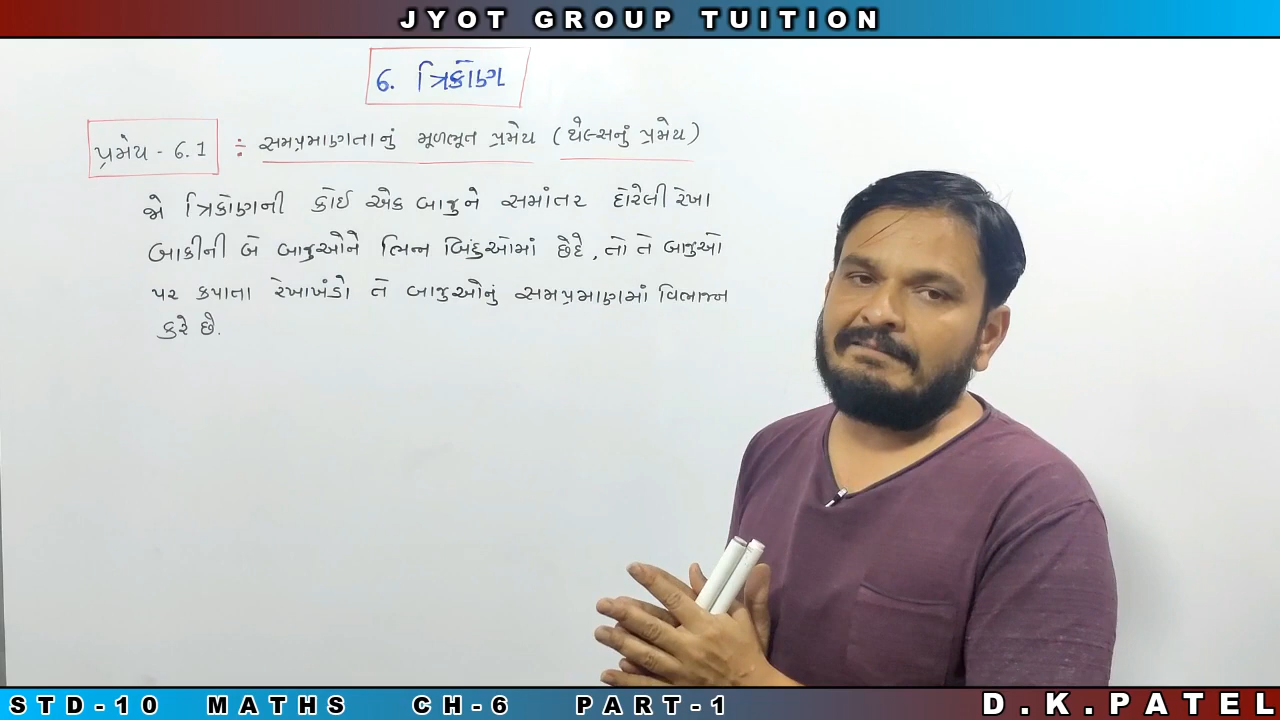 JYOT GROUP TUITION
6. ત્રિકોણ
પ્રમેય - 6.1 ÷ સમપ્રમાણતાનું મૂળભૂત પ્રમેય (થેલ્સનું પ્રમેય)
જો ત્રિકોણની કોઈ એક બાજુને સમાંતર દોરેલી રેખા
બાકીની બે બાજુઓને ભિન્ન બિંદુઓમાં છેદે, તો તે બાજુઓ
પર કપાતા રેખાખંડો તે બાજુઓનું સમપ્રમાણમાં વિભાજન
કરે છે.
STD-10 MATHS CH-6 PART-1 D.K.PATEL